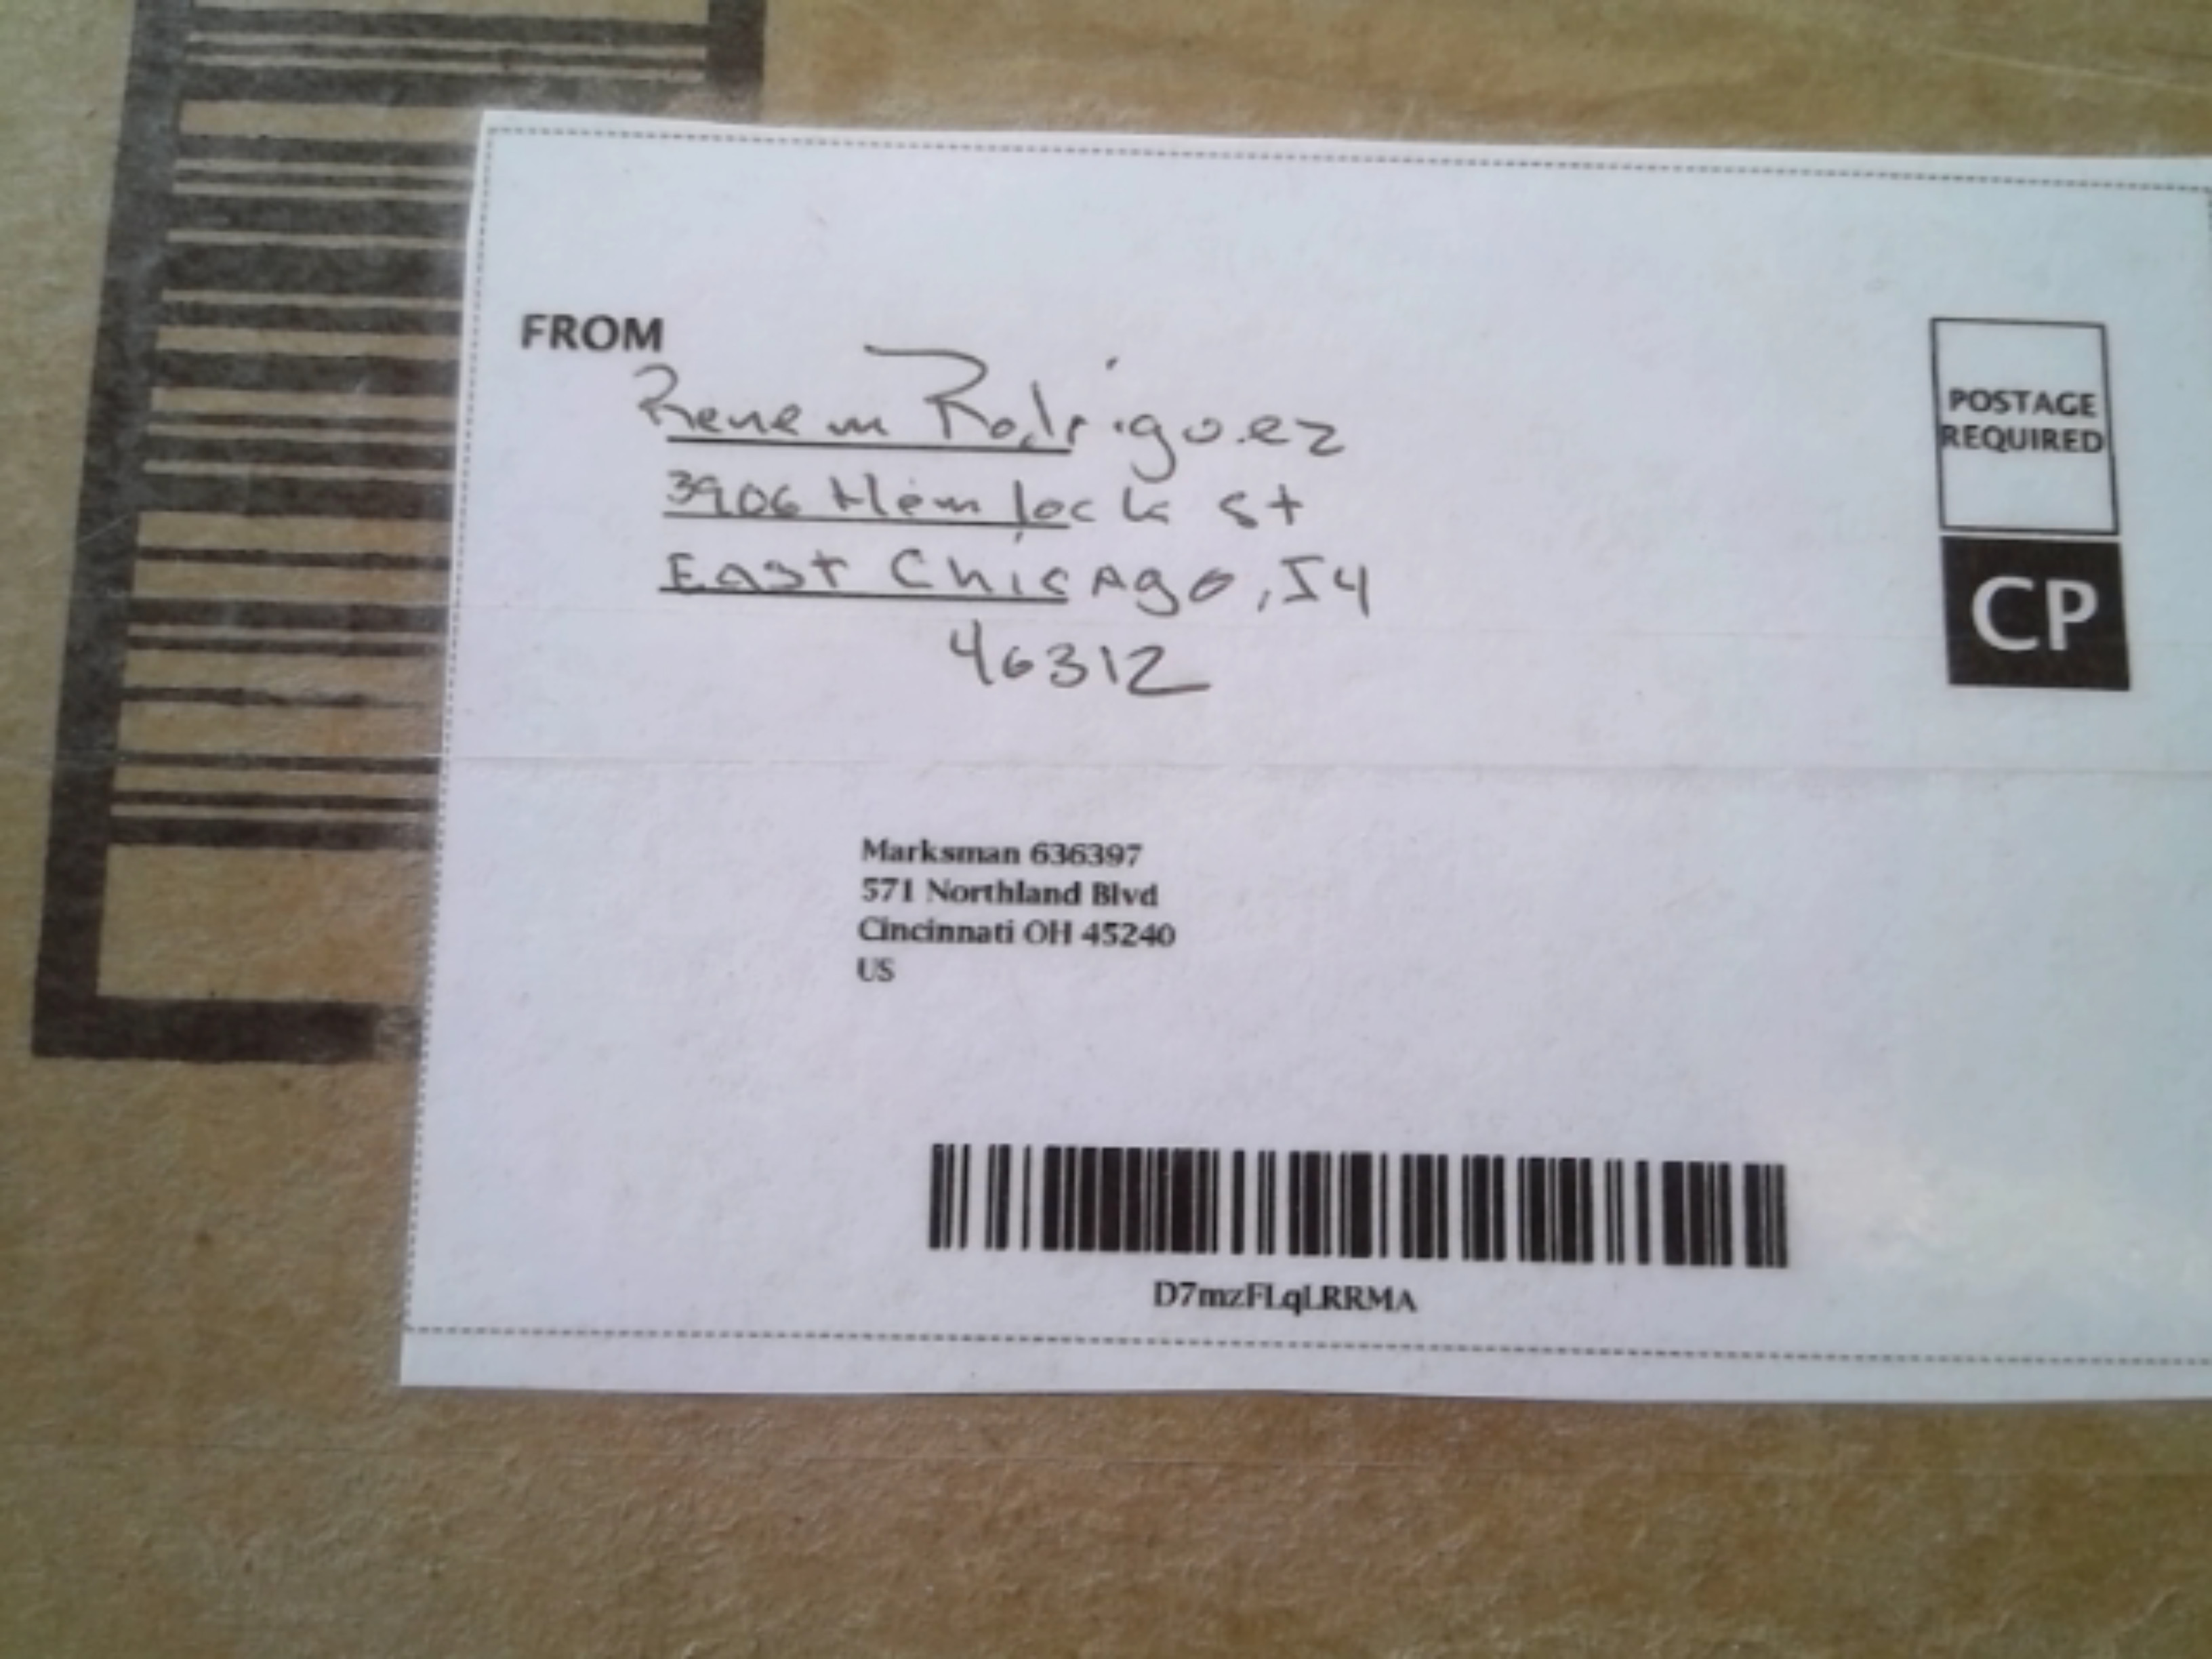 FROM
Rene m Rodriguez
3906 Hemlock St
East Chicago, IN
46312
POSTAGE
REQUIRED
CP
Marksman 636397
571 Northland Blvd
Cincinnati OH 45240
US
D7mzFLqLRRMA